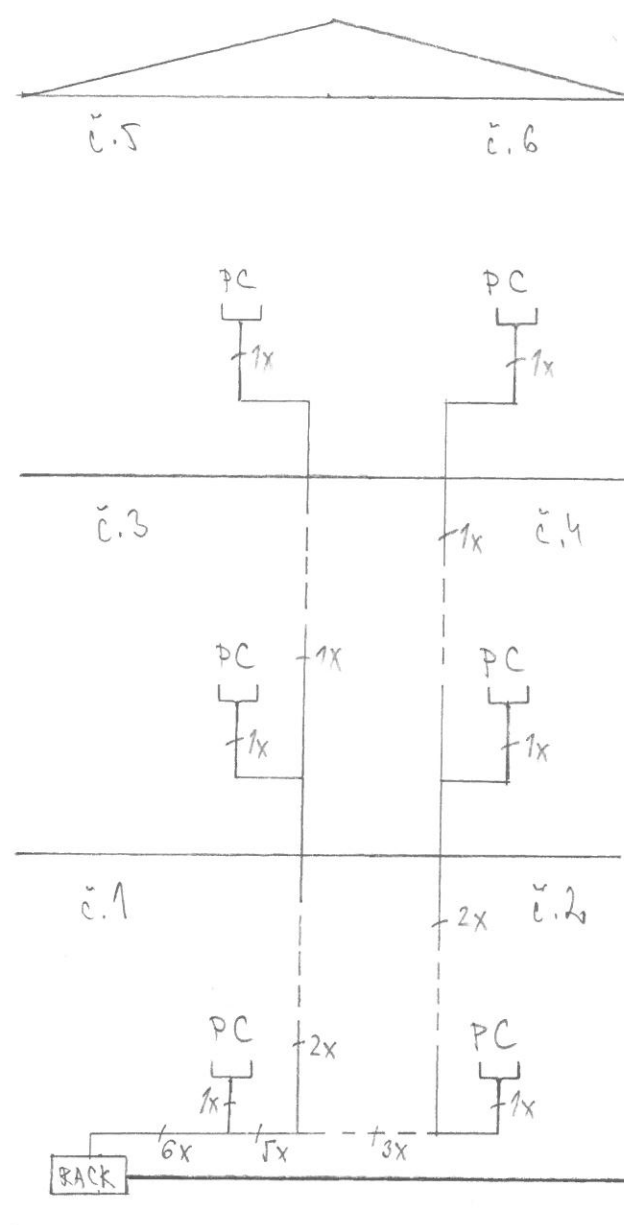 č.5 č.6
PC PC
1x 1x
č.3 1x č.4
1x
PC PC
1x 1x
č.1 2x č.2
PC 2x PC
1x 1x
6x 5x 3x
RACK